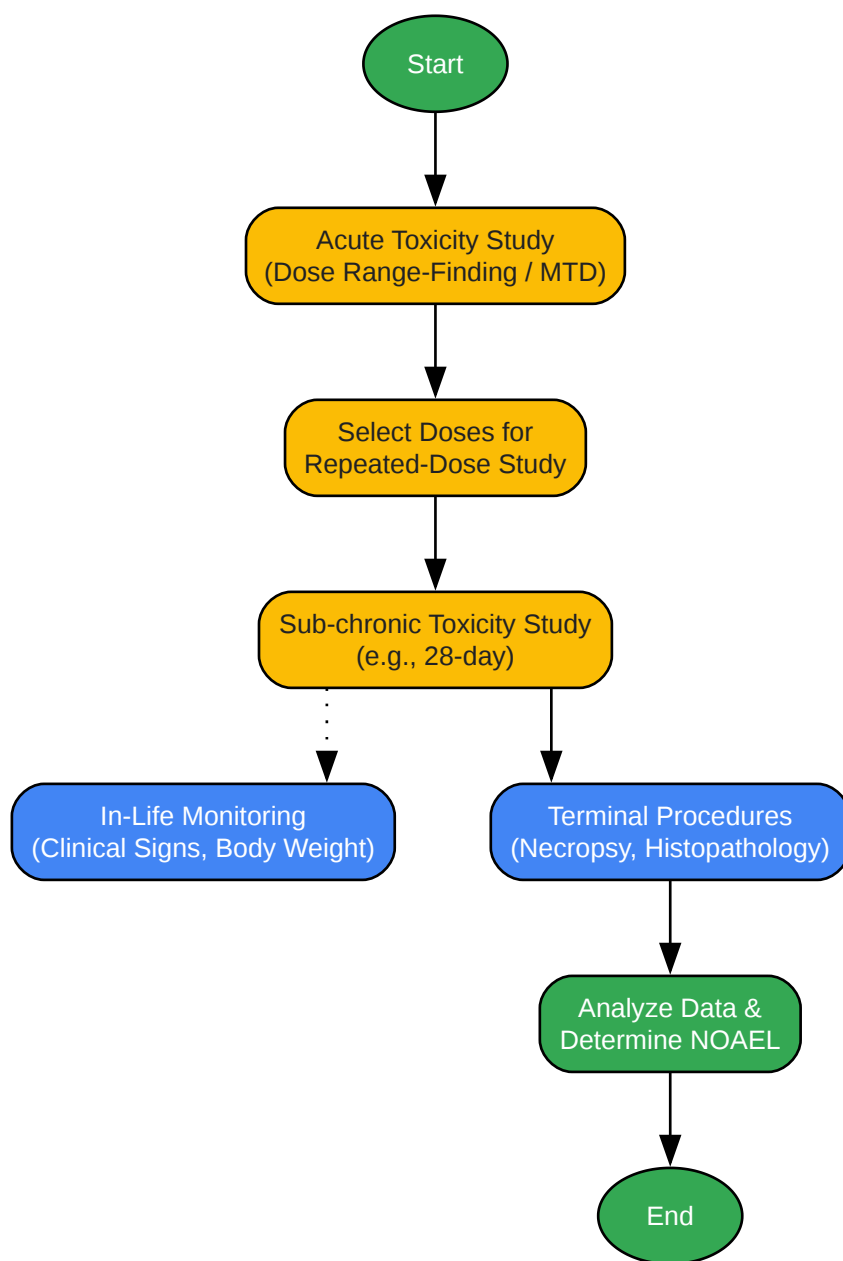 Start
Acute Toxicity Study
(Dose Range-Finding / MTD)
Select Doses for
Repeated-Dose Study
Sub-chronic Toxicity Study
(e.g., 28-day)
In-Life Monitoring
(Clinical Signs, Body Weight)
Terminal Procedures
(Necropsy, Histopathology)
Analyze Data &
Determine NOAEL
End